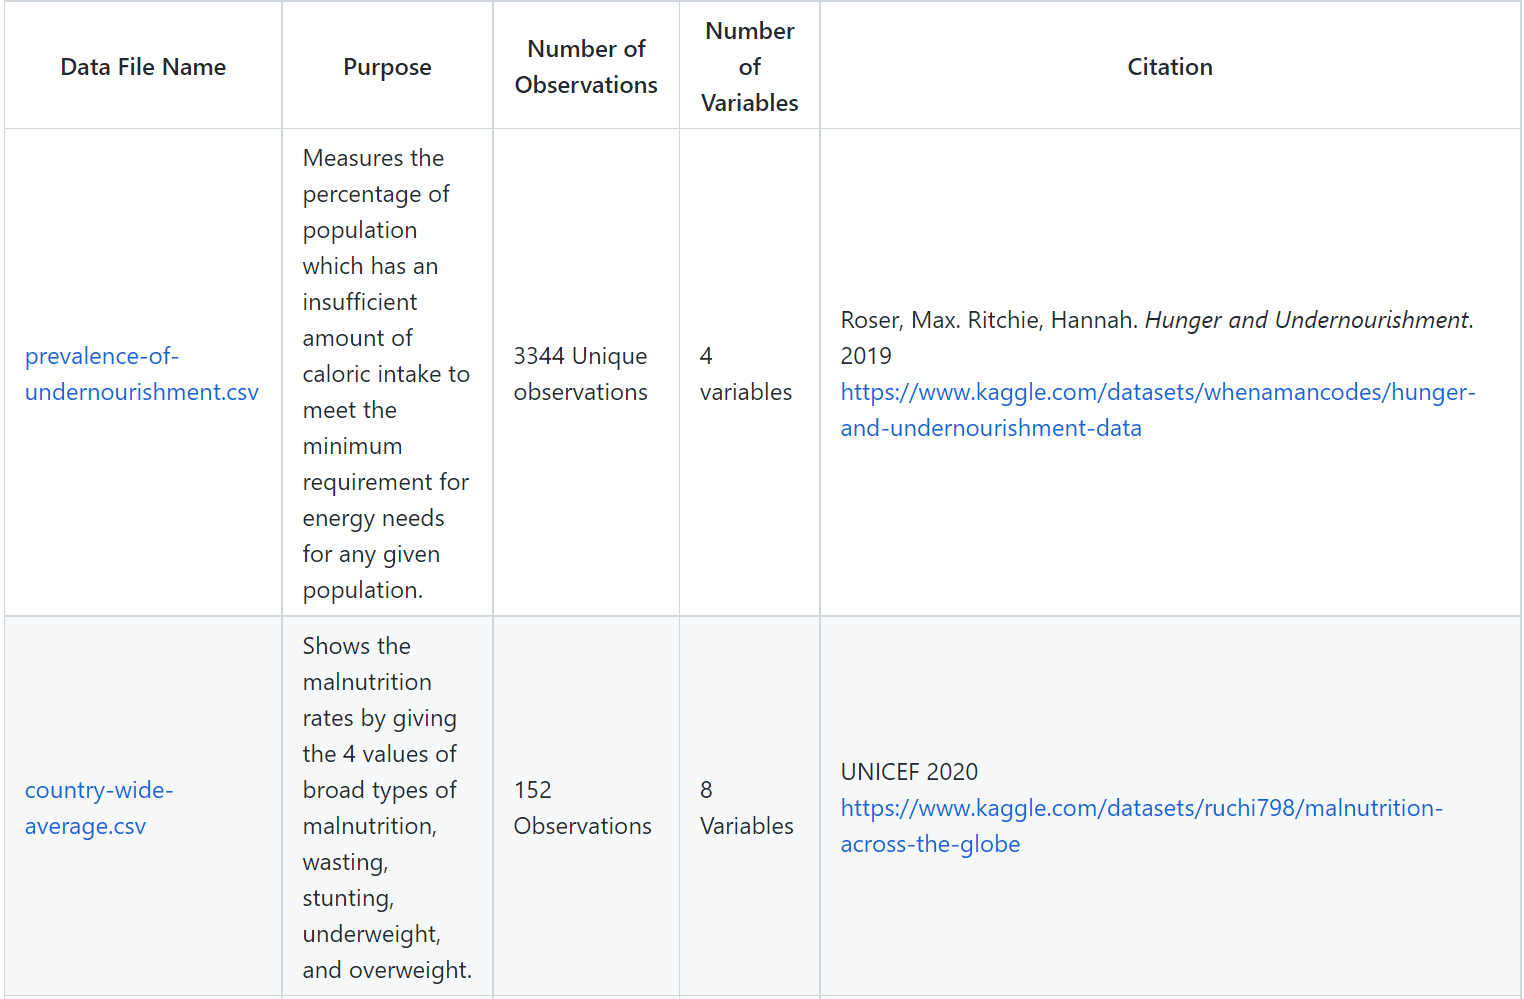 Data File Name
Purpose
Number of
Observations
Number
of
Variables
Citation
prevalence-of-
undernourishment.csv
Measures the
percentage of
population
which has an
insufficient
amount of
caloric intake to
meet the
minimum
requirement for
energy needs
for any given
population.
3344 Unique
observations
4
variables
Roser, Max. Ritchie, Hannah. Hunger and Undernourishment.
2019
https://www.kaggle.com/datasets/whenamancodes/hunger-
and-undernourishment-data
country-wide-
average.csv
Shows the
malnutrition
rates by giving
the 4 values of
broad types of
malnutrition,
wasting,
stunting,
underweight,
and overweight.
152
Observations
8
Variables
UNICEF 2020
https://www.kaggle.com/datasets/ruchi798/malnutrition-
across-the-globe